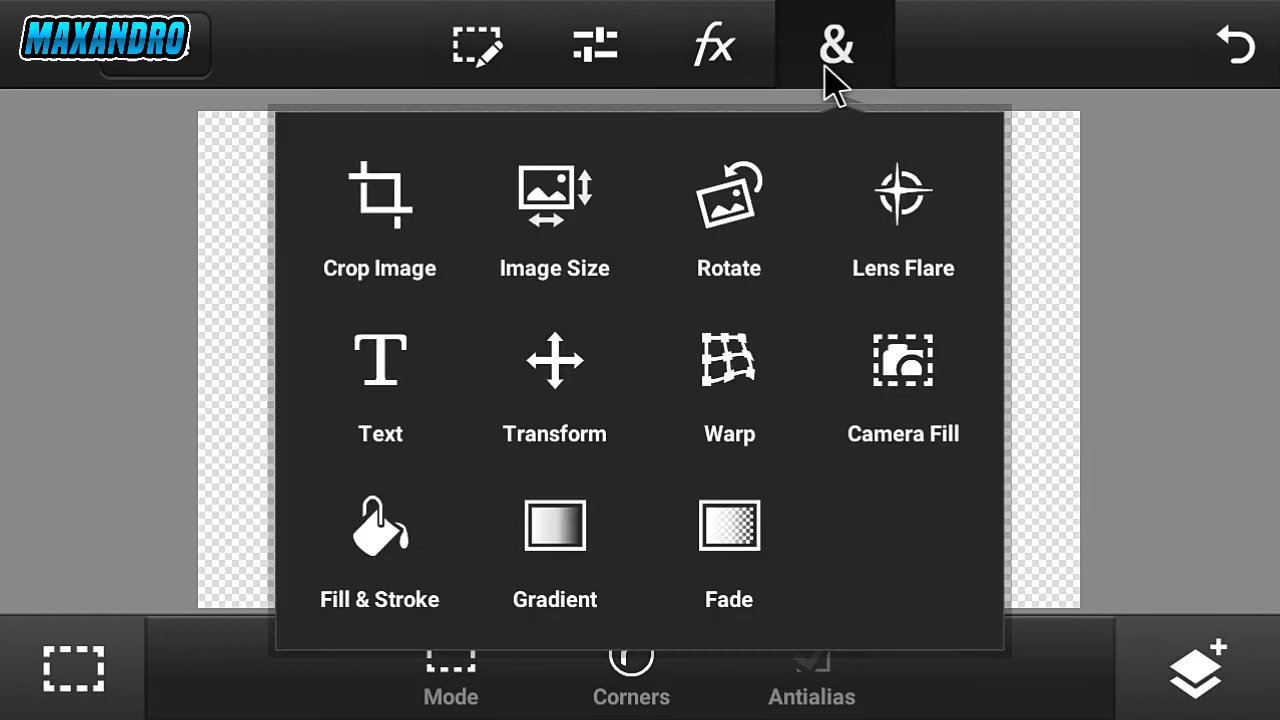 MAXANDRO
fx
&
Crop Image
Image Size
Rotate
Lens Flare
T
Text
Transform
Warp
Camera Fill
Fill & Stroke
Gradient
Fade
Mode
Corners
Antialias